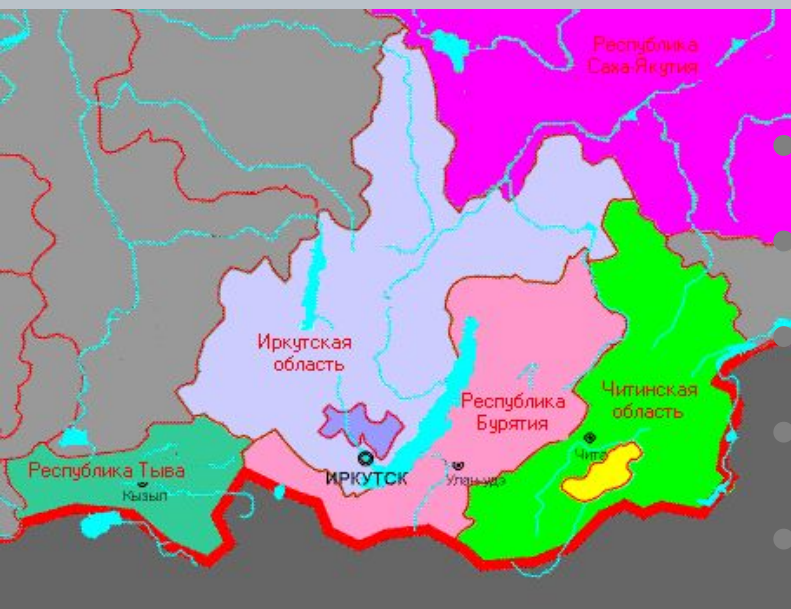 Республика
Саха-Якутия
Иркутская
область
Республика
Бурятия
Читинская
область
Чита
Республика Тыва
Кызыл
ИРКУТСК
Улан-удэ